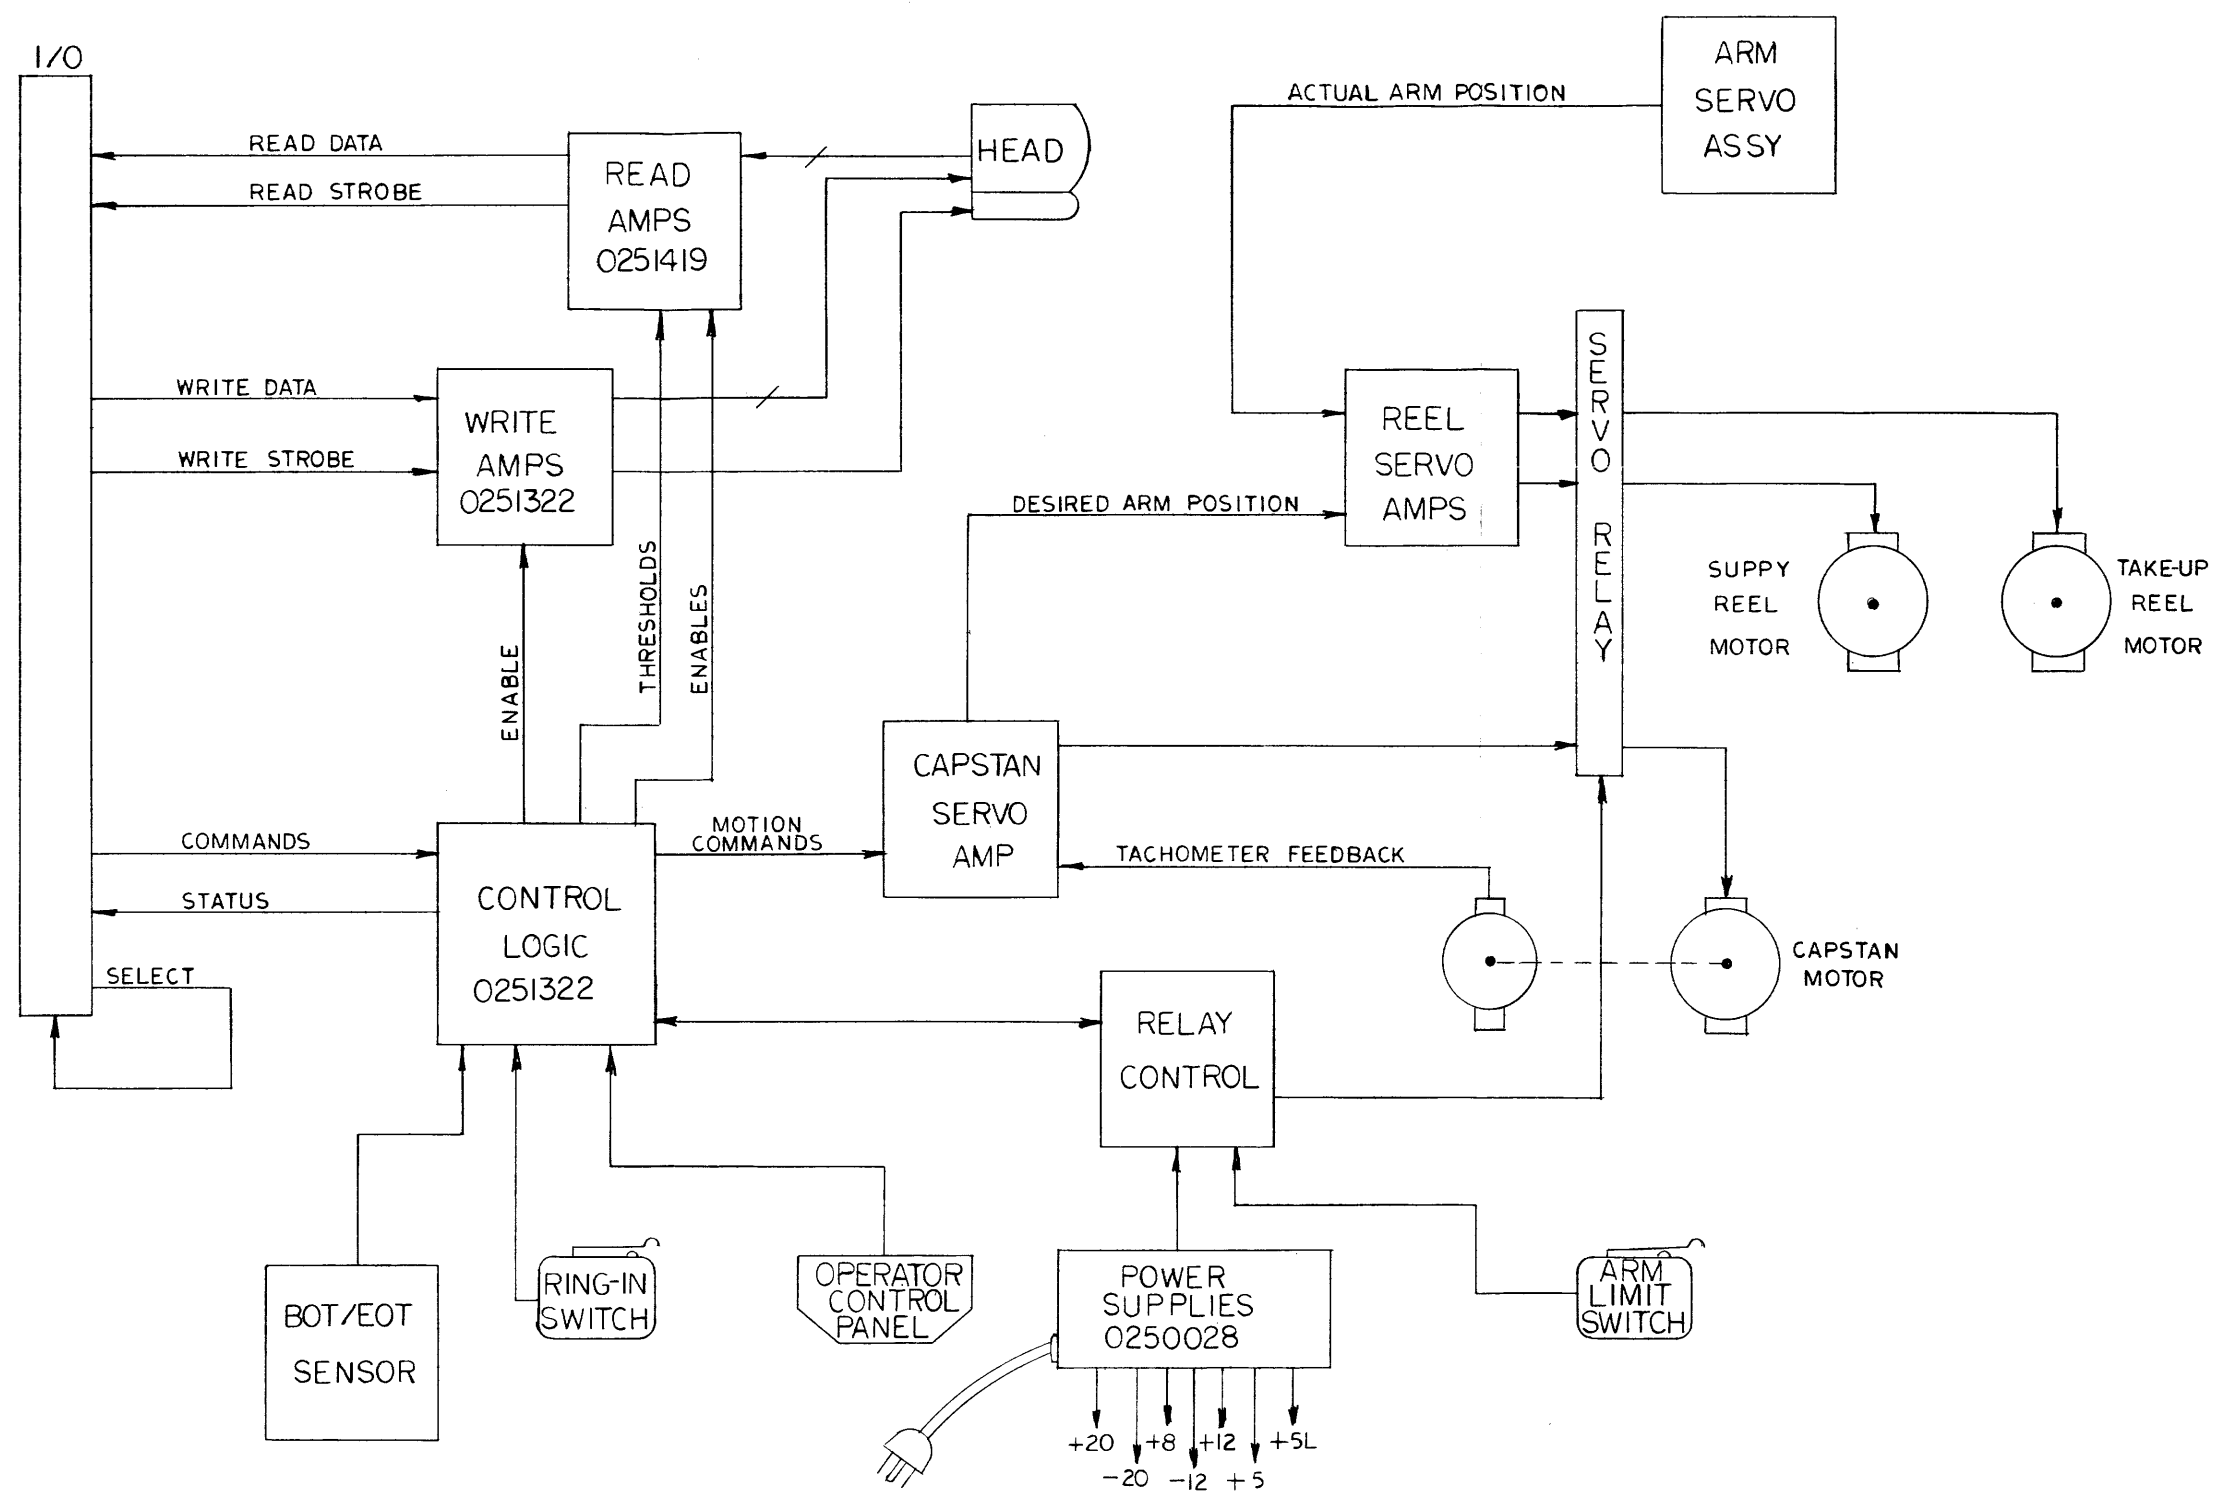 I/O
READ DATA
READ STROBE
READ
AMPS
0251419
HEAD
ACTUAL ARM POSITION
ARM
SERVO
ASSY
WRITE DATA
WRITE STROBE
WRITE
AMPS
0251322
REEL
SERVO
AMPS
DESIRED ARM POSITION
SERVO RELAY
SUPPY
REEL
MOTOR
TAKE-UP
REEL
MOTOR
ENABLE
THRESHOLDS
ENABLES
CAPSTAN
SERVO
AMP
COMMANDS
STATUS
SELECT
CONTROL
LOGIC
0251322
MOTION
COMMANDS
TACHOMETER FEEDBACK
CAPSTAN
MOTOR
RELAY
CONTROL
BOT/EOT
SENSOR
RING-IN
SWITCH
OPERATOR
CONTROL
PANEL
POWER
SUPPLIES
0250028
ARM
LIMIT
SWITCH
+20 +8 +12 +5L
-20 -12 +5